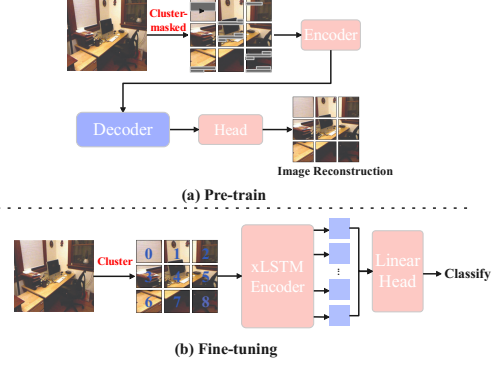 Cluster-
masked
Encoder
Decoder
Head
Image Reconstruction
(a) Pre-train
Cluster
0 1 2
3 4 5
6 7 8
xLSTM
Encoder
...
Linear
Head
Classify
(b) Fine-tuning